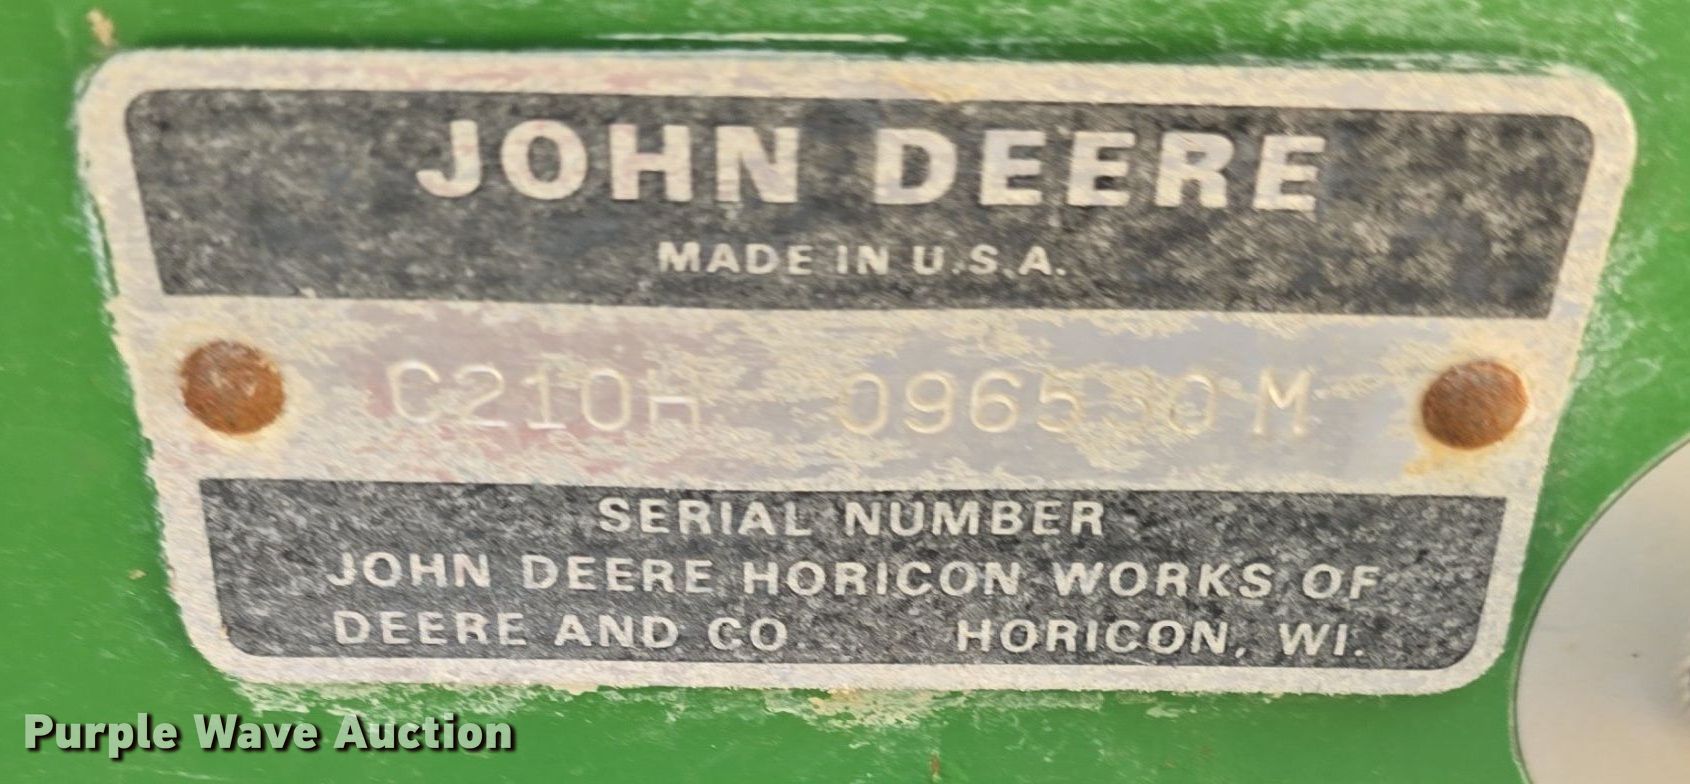 JOHN DEERE
MADE IN U.S.A.
C210H 096530M
SERIAL NUMBER
JOHN DEERE HORICON WORKS OF
DEERE AND CO. HORICON, WI.
Purple Wave Auction